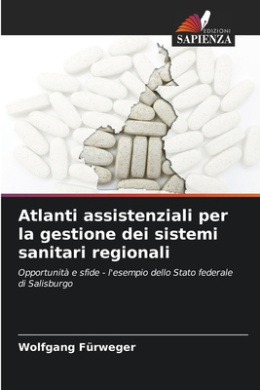 EDIZIONI
SAPIENZA
Atlanti assistenziali per
la gestione dei sistemi
sanitari regionali
Opportunità e sfide - l'esempio dello Stato federale
di Salisburgo
Wolfgang Fürweger